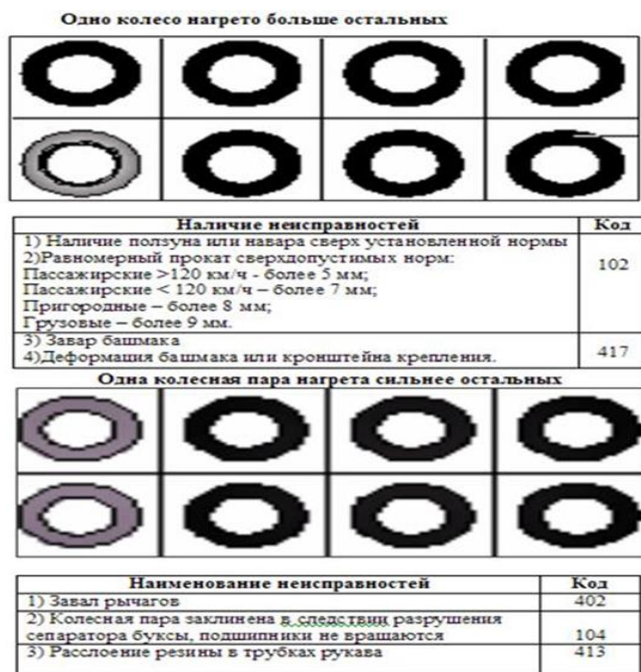 Одно колесо нагрето больше остальных
Наличие неисправностей Код
1) Наличие ползуна или навара сверх установленной нормы
2)Равномерный прокат сверхдопустимых норм:
Пассажирские >120 км/ч - более 5 мм;
102
Пассажирские < 120 км/ч – более 7 мм;
Пригородные – более 8 мм;
Грузовые – более 9 мм.
3) Завар башмака
417
4)Деформация башмака или кронштейна крепления.
Одна колесная пара нагрета сильнее остальных
Наименование неисправностей Код
1) Завал рычагов 402
2) Колесная пара заклинена в следствии разрушения
сепаратора буксы, подшипники не вращаются 104
3) Расслоение резины в трубках рукава 413